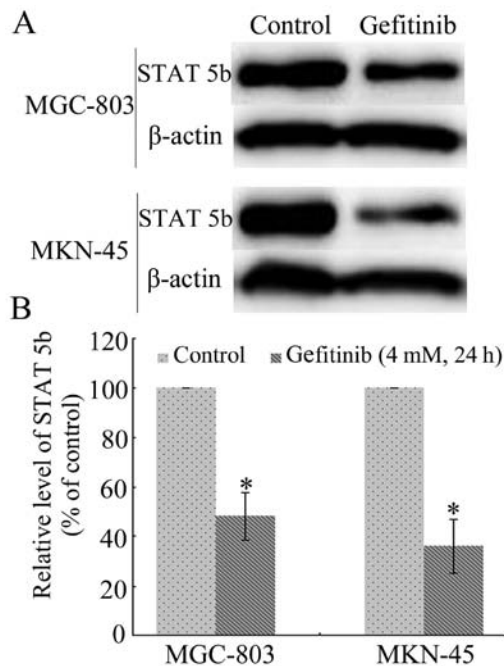 A
Control Gefitinib
MGC-803
STAT 5b
β-actin
MKN-45
STAT 5b
β-actin
B
Relative level of STAT 5b
(% of control)
120
100
80
60
40
20
0
Control Gefitinib (4 mM, 24 h)
*
*
MGC-803 MKN-45